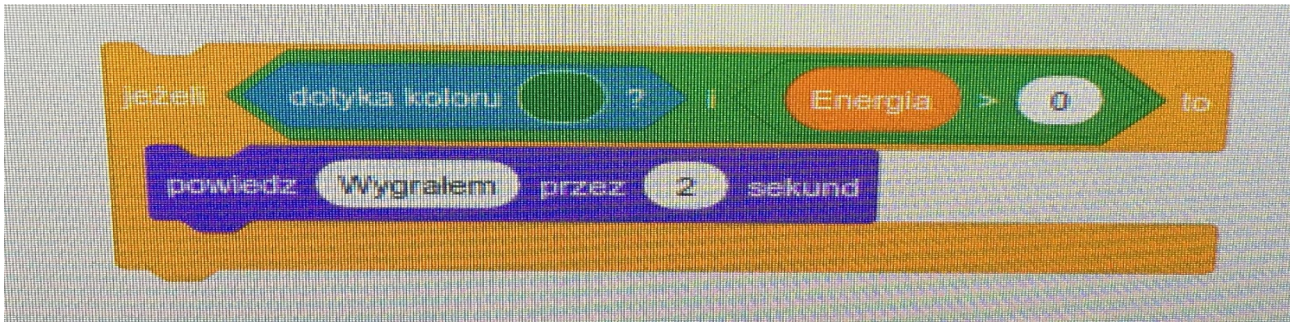 jeżeli dotyka koloru ? i Energia > 0 to
powiedz Wygrałem przez 2 sekund